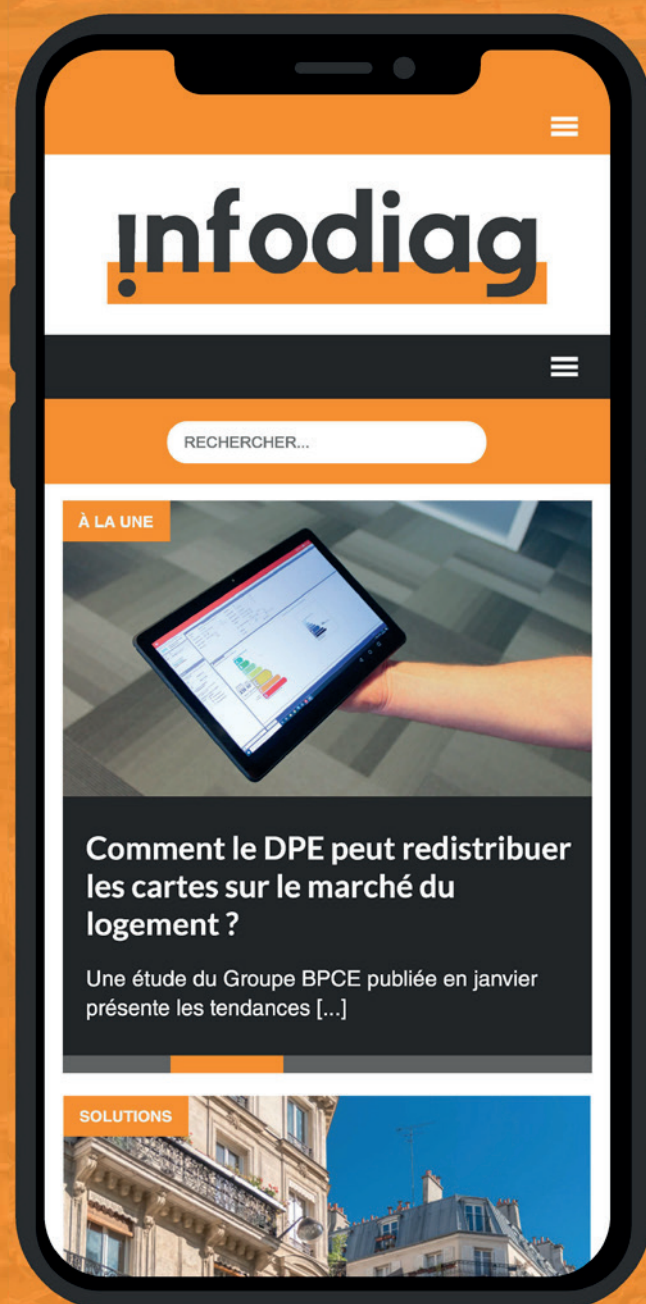 infodiag
RECHERCHER...
À LA UNE
Comment le DPE peut redistribuer
les cartes sur le marché du
logement ?
Une étude du Groupe BPCE publiée en janvier
présente les tendances [...]
SOLUTIONS